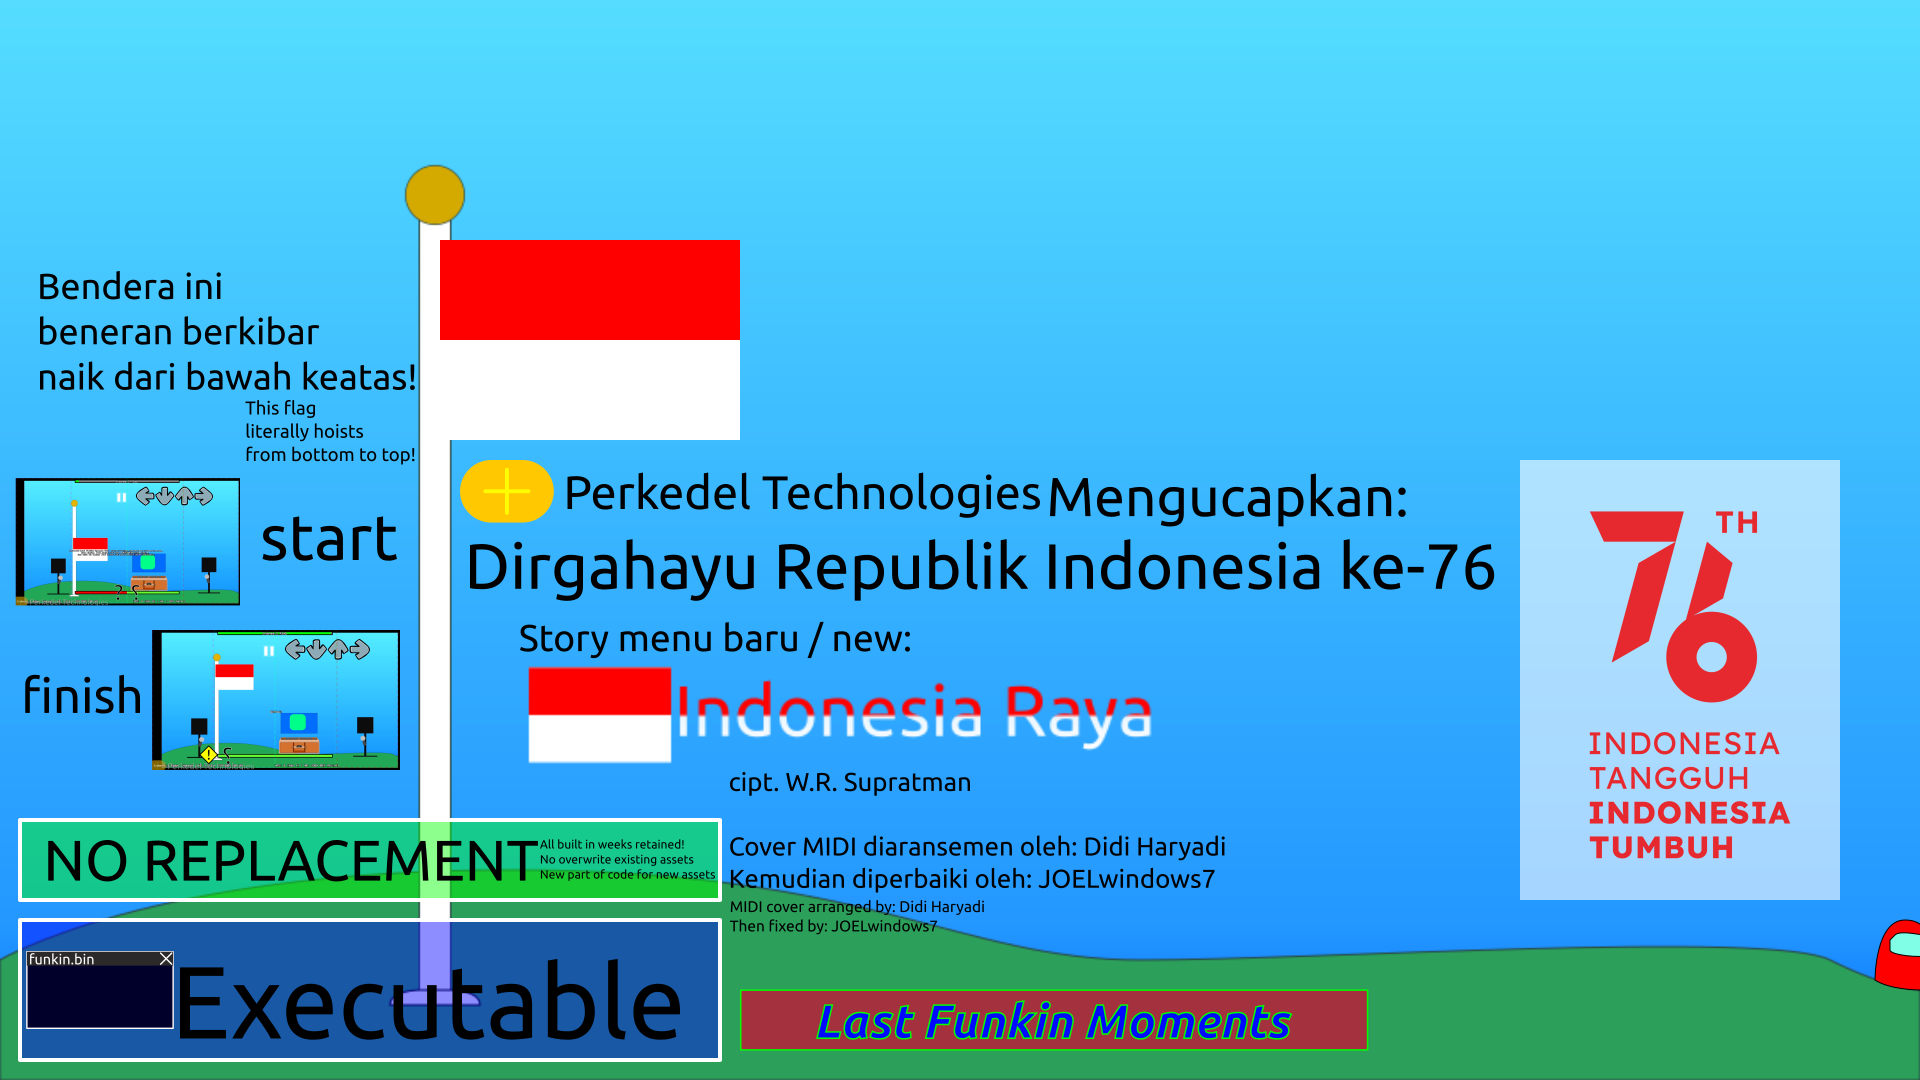 Bendera ini
beneran berkibar
naik dari bawah keatas!
This flag
literally hoists
from bottom to top!
start
finish
Perkedel Technologies Mengucapkan:
Dirgahayu Republik Indonesia ke-76
Story menu baru / new:
Indonesia Raya
cipt. W.R. Supratman
Cover MIDI diaransemen oleh: Didi Haryadi
Kemudian diperbaiki oleh: JOELwindows7
MIDI cover arranged by: Didi Haryadi
Then fixed by: JOELwindows7
76 TH
INDONESIA
TANGGUH
INDONESIA
TUMBUH
NO REPLACEMENT
All built in weeks retained!
No overwrite existing assets
New part of code for new assets
funkin.bin
Executable
Last Funkin Moments